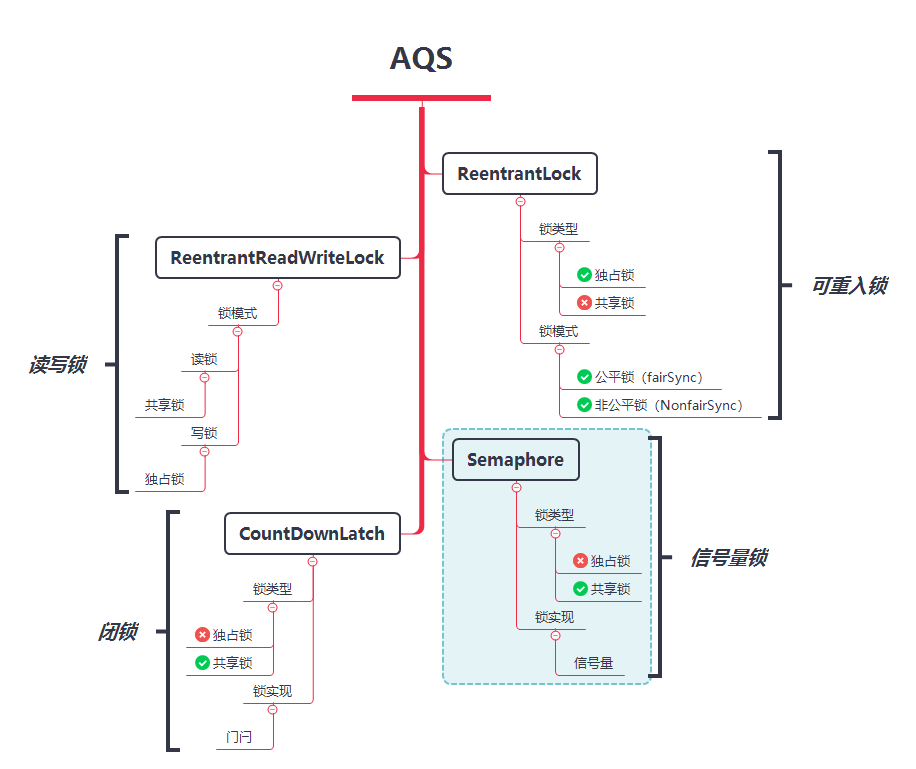 AQS
ReentrantLock
锁类型
独占锁
共享锁
锁模式
公平锁（fairSync）
非公平锁（NonfairSync）
可重入锁
ReentrantReadWriteLock
锁模式
读锁
共享锁
写锁
独占锁
读写锁
Semaphore
锁类型
独占锁
共享锁
锁实现
信号量
信号量锁
CountDownLatch
锁类型
独占锁
共享锁
锁实现
门闩
闭锁